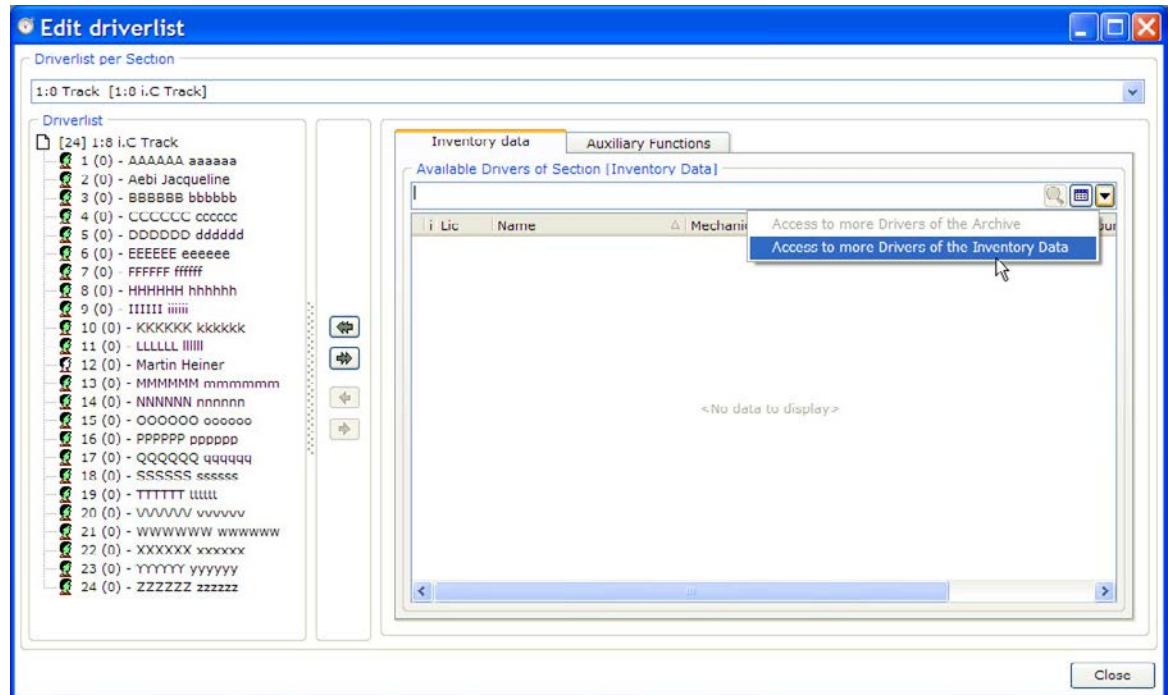 Edit driverlist
Driverlist per Section
1:8 Track [1:8 i.C Track]
Driverlist
[24] 1:8 i.C Track
1 (0) - AAAAAA aaaaaa
2 (0) - Aebi Jacqueline
3 (0) - BBBBBB bbbbbb
4 (0) - CCCCCC cccccc
5 (0) - DDDDDD dddddd
6 (0) - EEEEEE eeeeee
7 (0) - FFFFFF ffffff
8 (0) - HHHHHH hhhhhh
9 (0) - IIIIII iiiiii
10 (0) - KKKKKK kkkkkk
11 (0) - LLLLLL llllll
12 (0) - Martin Heiner
13 (0) - MMMMMM mmmmmm
14 (0) - NNNNNN nnnnnn
15 (0) - OOOOOO oooooo
16 (0) - PPPPPP pppppp
17 (0) - QQQQQQ qqqqqq
18 (0) - SSSSSS ssssss
19 (0) - TTTTTT tttttt
20 (0) - VVVVVV vvvvvv
21 (0) - WWWWWW wwwwww
22 (0) - XXXXXX xxxxxx
23 (0) - YYYYYY yyyyyy
24 (0) - ZZZZZZ zzzzzz
Inventory data Auxiliary Functions
Available Drivers of Section [Inventory Data]
i Lic Name
Access to more Drivers of the Archive
Access to more Drivers of the Inventory Data
<No data to display>
Close